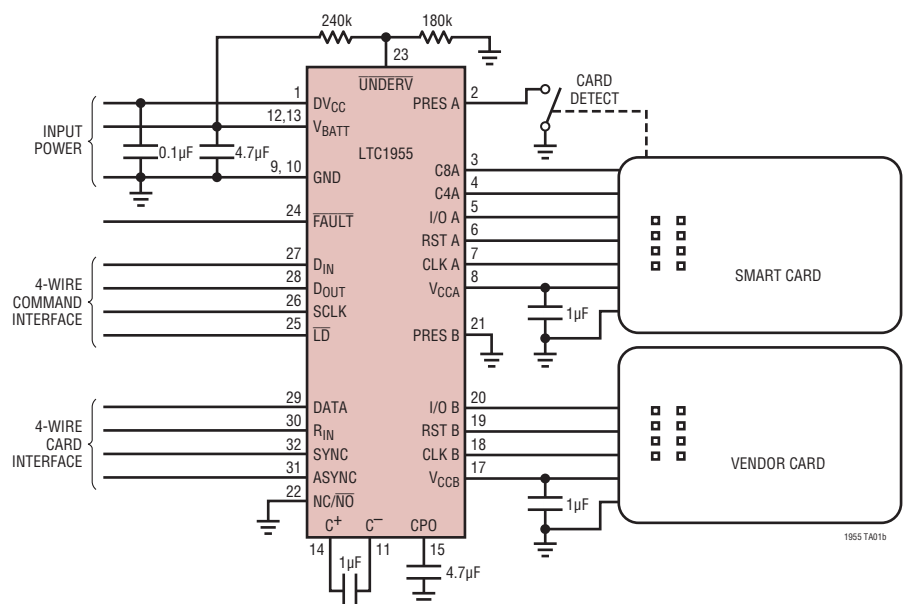 240k
180k
23
UNDERV
1
DVCC
12,13
VBATT
LTC1955
9, 10
GND
INPUT
POWER
0.1µF
4.7µF
24
FAULT
27
DIN
28
DOUT
26
SCLK
25
LD
4-WIRE
COMMAND
INTERFACE
29
DATA
30
RIN
32
SYNC
31
ASYNC
22
NC/NO
4-WIRE
CARD
INTERFACE
C+
C–
CPO
14
1µF
11
15
4.7µF
PRES A
2
CARD
DETECT
C8A
3
C4A
4
I/O A
5
RST A
6
CLK A
7
VCCA
8
1µF
SMART CARD
PRES B
21
I/O B
20
RST B
19
CLK B
18
VCCB
17
1µF
VENDOR CARD
1955 TA01b